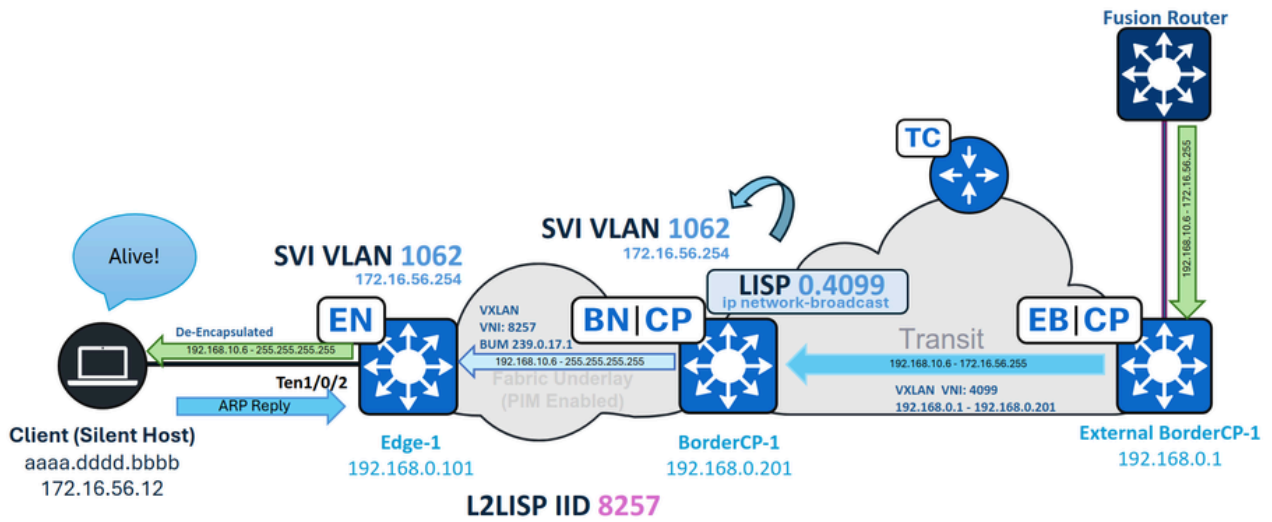 Fusion Router
192.168.10.6 - 172.16.56.255
TC
SVI VLAN 1062
172.16.56.254
SVI VLAN 1062
172.16.56.254
Alive!
LISP 0.4099
ip network-broadcast
EN
BN|CP
EB|CP
VXLAN
VNI: 8257
BUM 239.0.17.1
De-Encapsulated
192.168.10.6 - 255.255.255.255
192.168.10.6 - 255.255.255.255
Transit
192.168.10.6 - 172.16.56.255
Fabric Underlay
(PIM Enabled)
Ten1/0/2
ARP Reply
VXLAN VNI: 4099
192.168.0.1 - 192.168.0.201
Client (Silent Host)
aaaa.dddd.bbbb
172.16.56.12
Edge-1
192.168.0.101
BorderCP-1
192.168.0.201
External BorderCP-1
192.168.0.1
L2LISP IID 8257